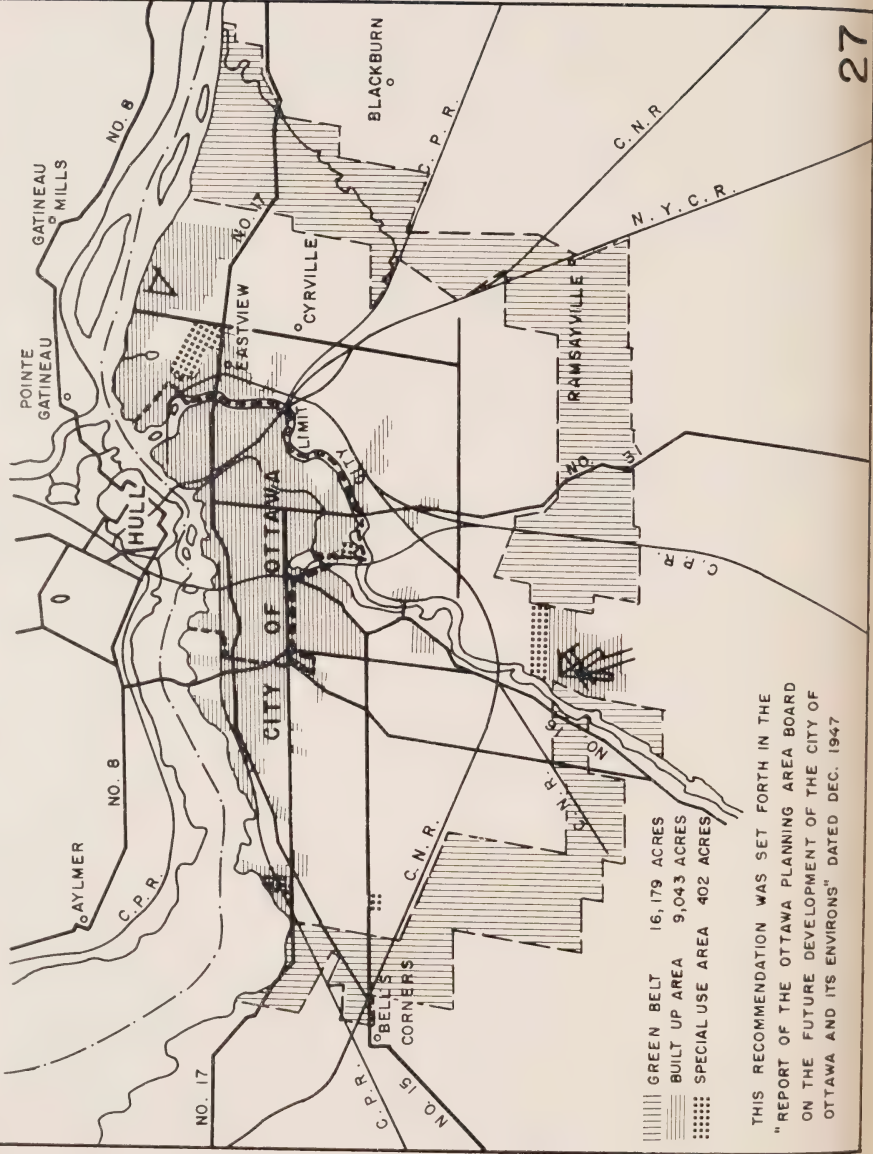 POINTE
GATINEAU
GATINEAU
MILLS
NO. 8
AYLMER
NO. 8
C.P.R.
HULL
BLACKBURN
NO. 17
EASTVIEW
CYRVILLE
C.P.R.
C.N.R
N.Y.C.R.
CITY OF OTTAWA
CITY LIMIT
RAMSAYVILLE
NO. 31
C.P.R.
NO. 16
C.N.R.
C.N.R.
NO. 17
BELLS
CORNERS
C.P.R.
NO. 15
GREEN BELT 16,179 ACRES
BUILT UP AREA 9,043 ACRES
SPECIAL USE AREA 402 ACRES
THIS RECOMMENDATION WAS SET FORTH IN THE
"REPORT OF THE OTTAWA PLANNING AREA BOARD
ON THE FUTURE DEVELOPMENT OF THE CITY OF
OTTAWA AND ITS ENVIRONS" DATED DEC. 1947
27